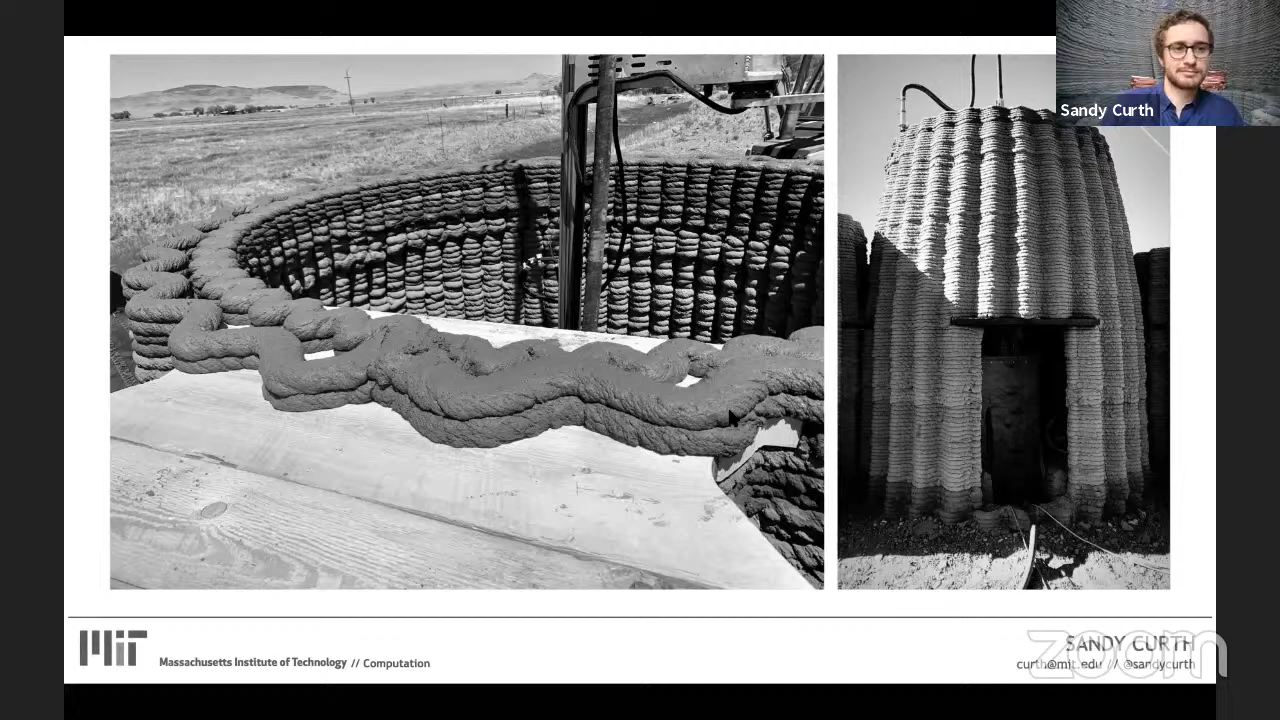 Sandy Curth
MIT
Massachusetts Institute of Technology // Computation
SANDY CURTH
curth@mit.edu // @sandycurth
zoom